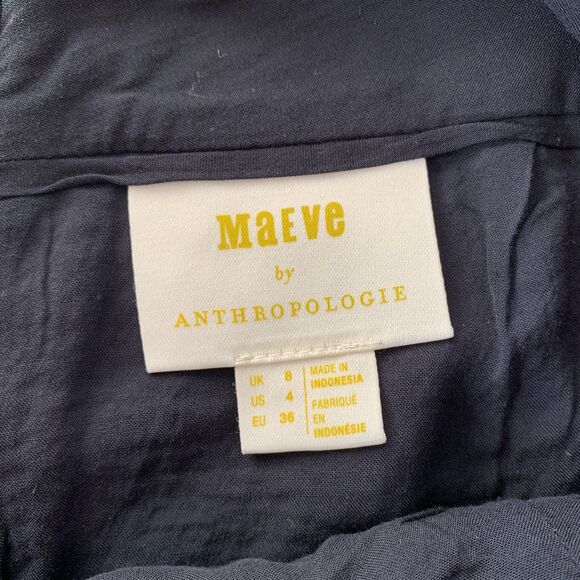 MaEVe
by
ANTHROPOLOGIE
UK 8
US 4
EU 36
MADE IN
INDONESIA
FABRIQUÉ
EN
INDONÉSIE